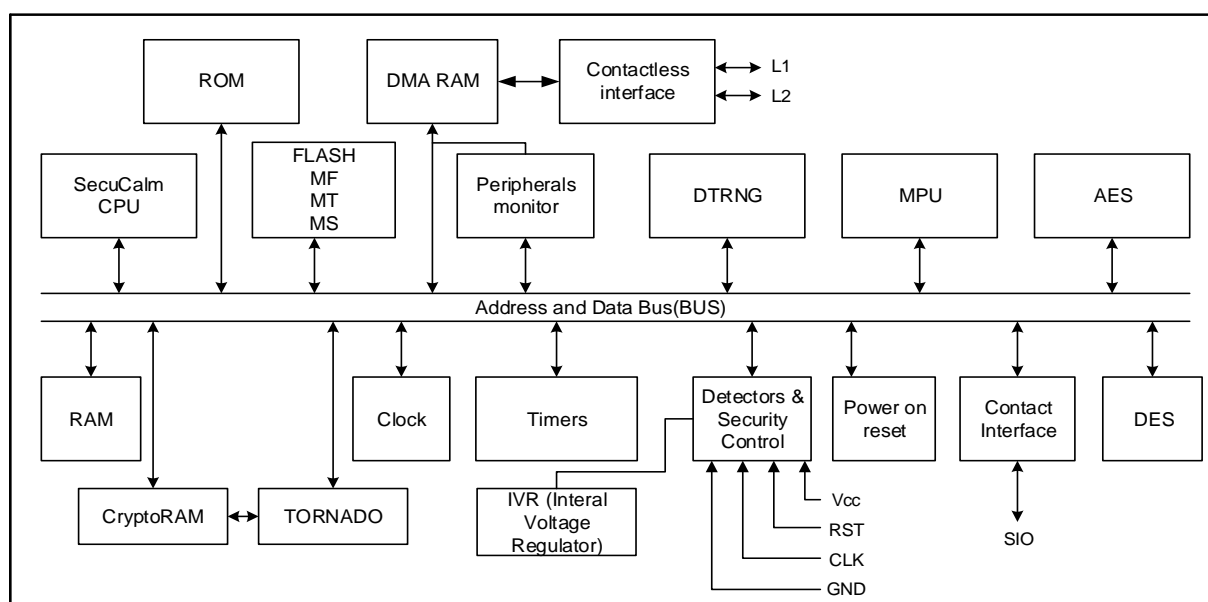 ROM
DMA RAM
Contactless
interface
L1
L2
SecuCalm
CPU
FLASH
MF
MT
MS
Peripherals
monitor
DTRNG
MPU
AES
Address and Data Bus(BUS)
RAM
Clock
Timers
Detectors &
Security
Control
Power on
reset
Contact
Interface
DES
CryptoRAM
TORNADO
IVR (Interal
Voltage
Regulator)
Vcc
RST
CLK
GND
SIO